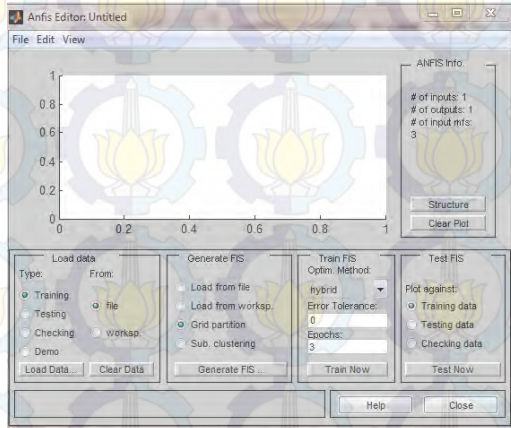 Anfis Editor: Untitled
File Edit View
ANFIS Info.
# of inputs: 1
# of outputs: 1
# of input mfs:
3
Structure
Clear Plot
1
0.8
0.6
0.4
0.2
0
0 0.2 0.4 0.6 0.8 1
Load data
Type: From:
Training
Testing
Checking
Demo
file
worksp.
Load Data... Clear Data
Generate FIS
Load from file
Load from worksp.
Grid partition
Sub. clustering
Generate FIS ...
Train FIS
Optim. Method:
hybrid
Error Tolerance:
0
Epochs:
3
Train Now
Test FIS
Plot against:
Training data
Testing data
Checking data
Test Now
Help Close